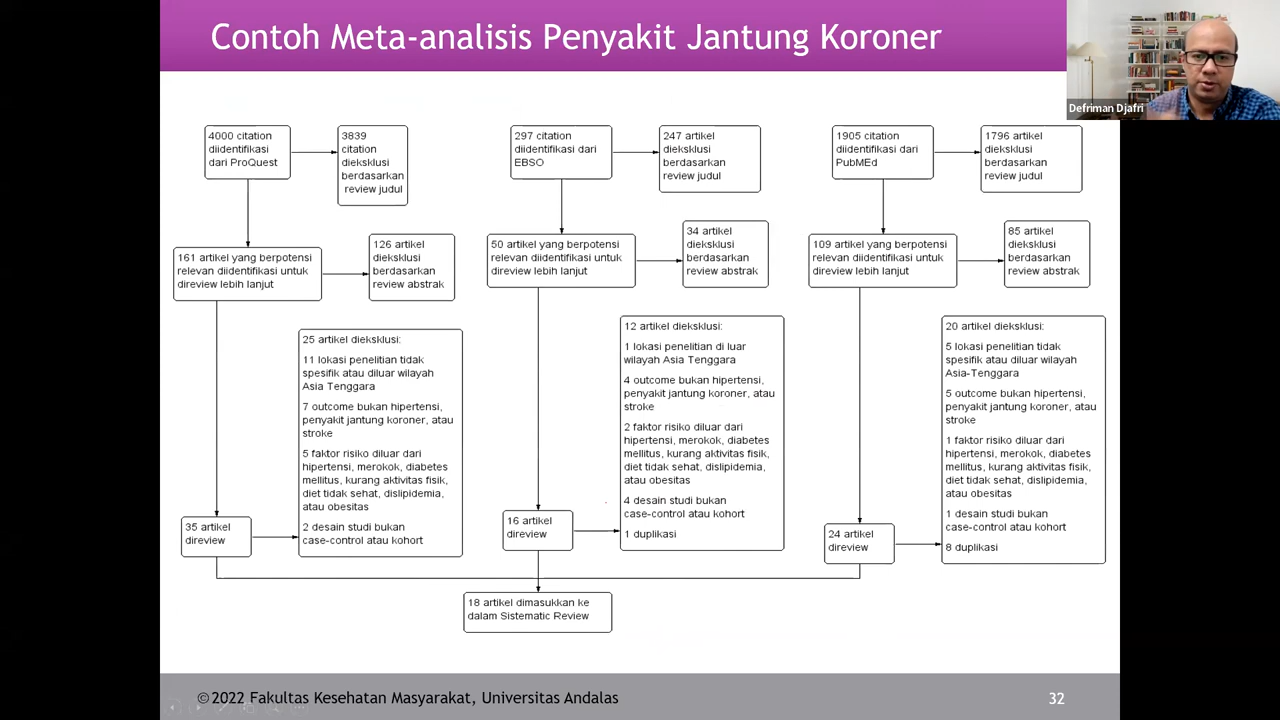 Contoh Meta-analisis Penyakit Jantung Koroner
Defriman Djafri
4000 citation
diidentifikasi
dari ProQuest
3839
citation
dieksklusi
berdasarkan
review judul
297 citation
diidentifikasi dari
EBSO
247 artikel
dieksklusi
berdasarkan
review judul
1905 citation
diidentifikasi dari
PubMEd
1796 artikel
dieksklusi
berdasarkan
review judul
161 artikel yang berpotensi
relevan diidentifikasi untuk
direview lebih lanjut
126 artikel
dieksklusi
berdasarkan
review abstrak
50 artikel yang berpotensi
relevan diidentifikasi untuk
direview lebih lanjut
34 artikel
dieksklusi
berdasarkan
review abstrak
109 artikel yang berpotensi
relevan diidentifikasi untuk
direview lebih lanjut
85 artikel
dieksklusi
berdasarkan
review abstrak
35 artikel
direview
25 artikel dieksklusi:
11 lokasi penelitian tidak
spesifik atau diluar wilayah
Asia Tenggara
7 outcome bukan hipertensi,
penyakit jantung koroner, atau
stroke
5 faktor risiko diluar dari
hipertensi, merokok, diabetes
mellitus, kurang aktivitas fisik,
diet tidak sehat, dislipidemia,
atau obesitas
2 desain studi bukan
case-control atau kohort
16 artikel
direview
12 artikel dieksklusi:
1 lokasi penelitian di luar
wilayah Asia Tenggara
4 outcome bukan hipertensi,
penyakit jantung koroner, atau
stroke
2 faktor risiko diluar dari
hipertensi, merokok, diabetes
mellitus, kurang aktivitas fisik,
diet tidak sehat, dislipidemia,
atau obesitas
4 desain studi bukan
case-control atau kohort
1 duplikasi
24 artikel
direview
20 artikel dieksklusi:
5 lokasi penelitian tidak
spesifik atau diluar wilayah
Asia-Tenggara
5 outcome bukan hipertensi,
penyakit jantung koroner, atau
stroke
1 faktor risiko diluar dari
hipertensi, merokok, diabetes
mellitus, kurang aktivitas fisik,
diet tidak sehat, dislipidemia,
atau obesitas
1 desain studi bukan
case-control atau kohort
8 duplikasi
18 artikel dimasukkan ke
dalam Sistematic Review
©2022 Fakultas Kesehatan Masyarakat, Universitas Andalas
32